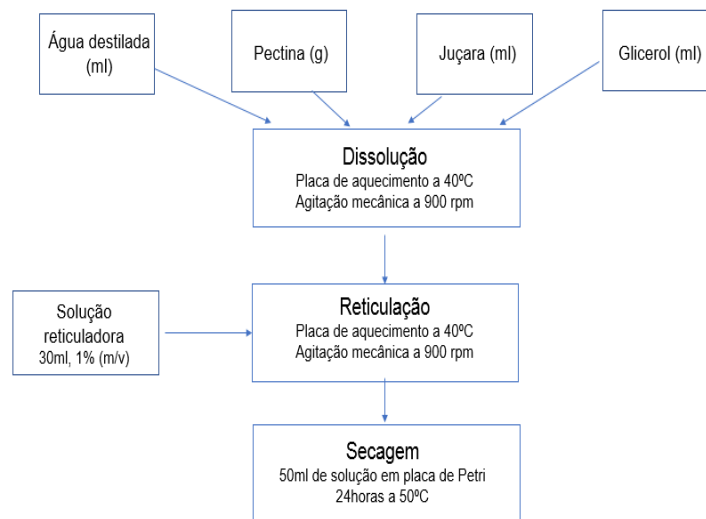 Água destilada
(ml)
Pectina (g)
Juçara (ml)
Glicerol (ml)
Dissolução
Placa de aquecimento a 40ºC
Agitação mecânica a 900 rpm
Solução
reticuladora
30ml, 1% (m/v)
Reticulação
Placa de aquecimento a 40ºC
Agitação mecânica a 900 rpm
Secagem
50ml de solução em placa de Petri
24horas a 50ºC